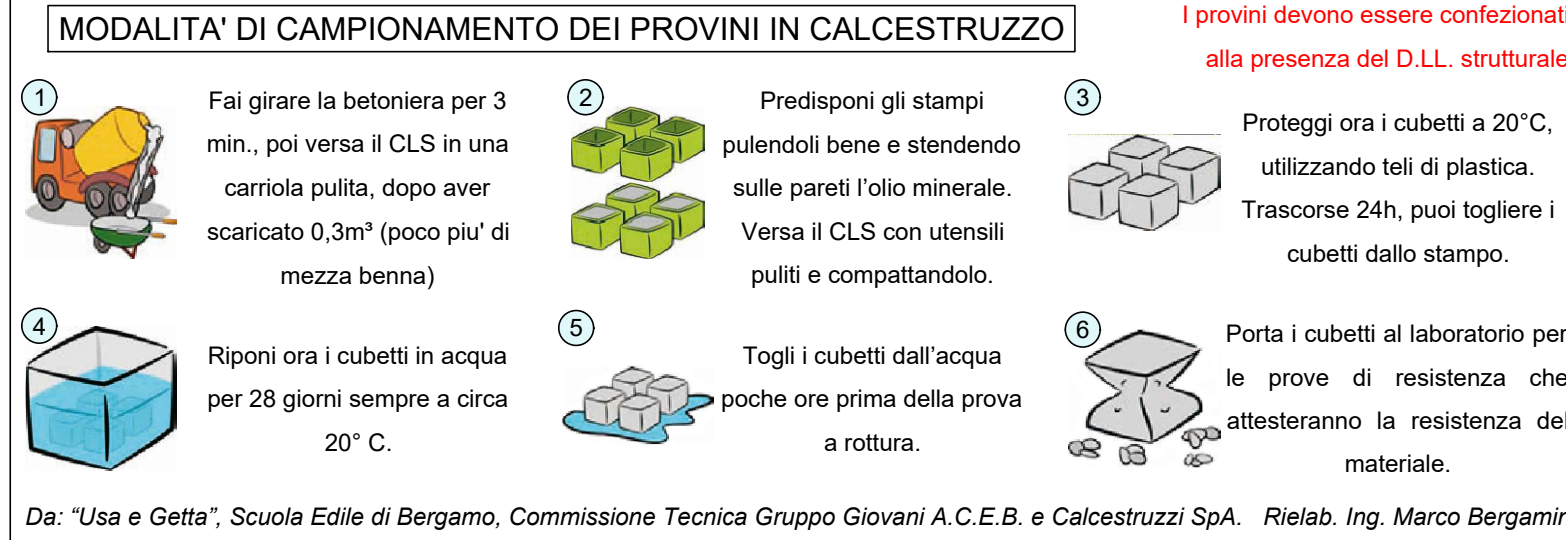 MODALITA' DI CAMPIONAMENTO DEI PROVINI IN CALCESTRUZZO
I provini devono essere confezionati
alla presenza del D.LL. strutturale
1
Fai girare la betoniera per 3
min., poi versa il CLS in una
carriola pulita, dopo aver
scaricato 0,3m³ (poco piu' di
mezza benna)
2
Predisponi gli stampi
pulendoli bene e stendendo
sulle pareti l’olio minerale.
Versa il CLS con utensili
puliti e compattandolo.
3
Proteggi ora i cubetti a 20°C,
utilizzando teli di plastica.
Trascorse 24h, puoi togliere i
cubetti dallo stampo.
4
Riponi ora i cubetti in acqua
per 28 giorni sempre a circa
20° C.
5
Togli i cubetti dall’acqua
poche ore prima della prova
a rottura.
6
Porta i cubetti al laboratorio per
le prove di resistenza che
attesteranno la resistenza del
materiale.
Da: “Usa e Getta”, Scuola Edile di Bergamo, Commissione Tecnica Gruppo Giovani A.C.E.B. e Calcestruzzi SpA. Rielab. Ing. Marco Bergamin